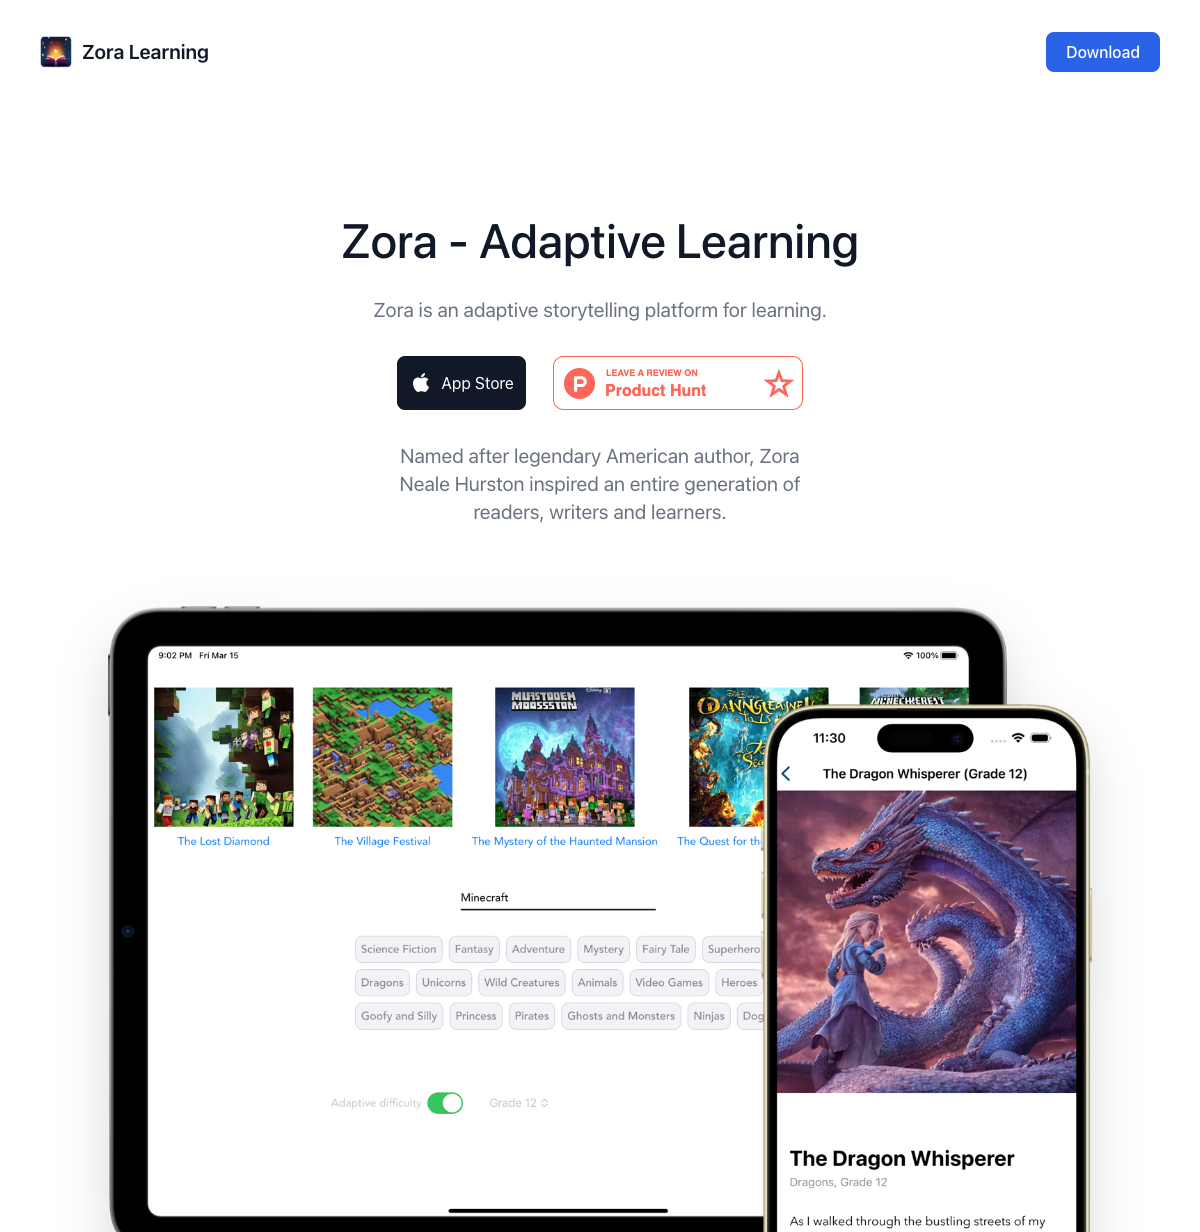 Zora Learning
Download
Zora - Adaptive Learning
Zora is an adaptive storytelling platform for learning.
App Store
LEAVE A REVIEW ON
Product Hunt
Named after legendary American author, Zora
Neale Hurston inspired an entire generation of
readers, writers and learners.
9:02 PM Fri Mar 15
100%
The Lost Diamond
The Village Festival
The Mystery of the Haunted Mansion
The Quest for the
Minecraft
Science Fiction
Fantasy
Adventure
Mystery
Fairy Tale
Superhero
Dragons
Unicorns
Wild Creatures
Animals
Video Games
Heroes
Goofy and Silly
Princess
Pirates
Ghosts and Monsters
Ninjas
Dog
Adaptive difficulty
Grade 12
11:30
The Dragon Whisperer (Grade 12)
The Dragon Whisperer
Dragons, Grade 12
As I walked through the bustling streets of my